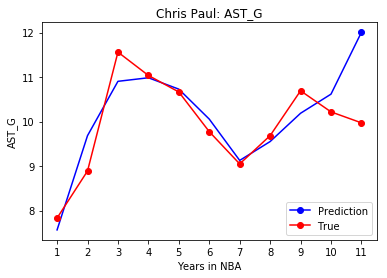 Chris Paul: AST_G
12
11
10
9
8
AST_G
1 2 3 4 5 6 7 8 9 10 11
Years in NBA
Prediction
True